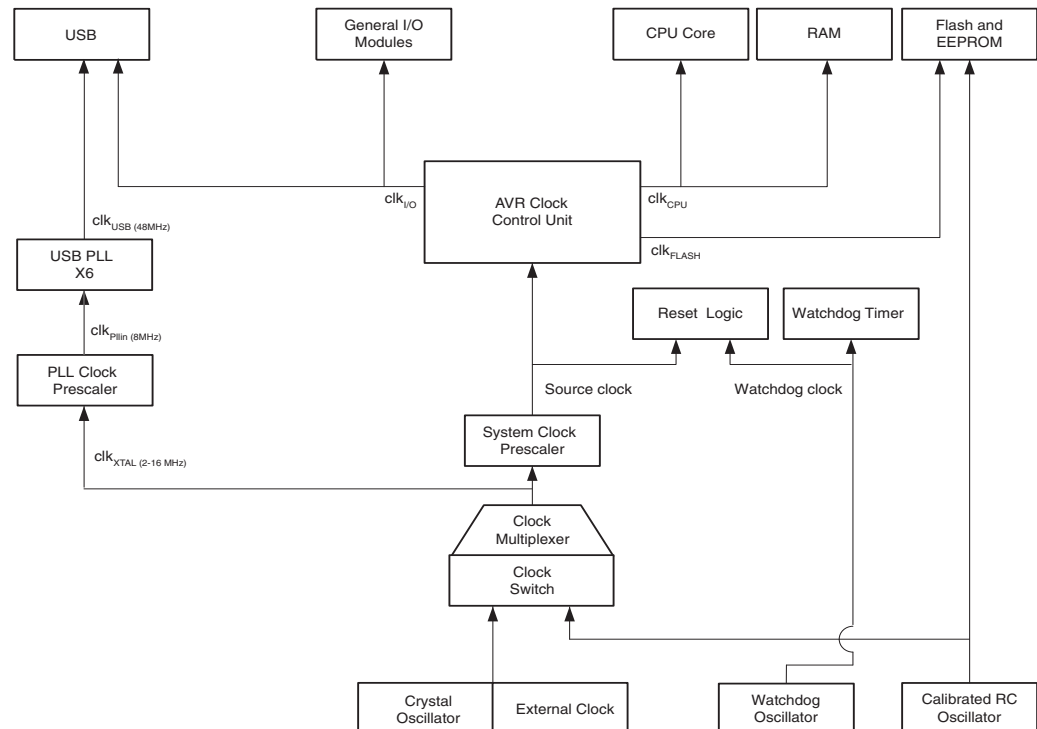 USB
General I/O
Modules
CPU Core
RAM
Flash and
EEPROM
AVR Clock
Control Unit
clkI/O
clkCPU
clkUSB (48MHz)
clkFLASH
USB PLL
X6
Reset Logic
Watchdog Timer
clkPllin (8MHz)
PLL Clock
Prescaler
Source clock
Watchdog clock
System Clock
Prescaler
clkXTAL (2-16 MHz)
Clock
Multiplexer
Clock
Switch
Crystal
Oscillator
External Clock
Watchdog
Oscillator
Calibrated RC
Oscillator